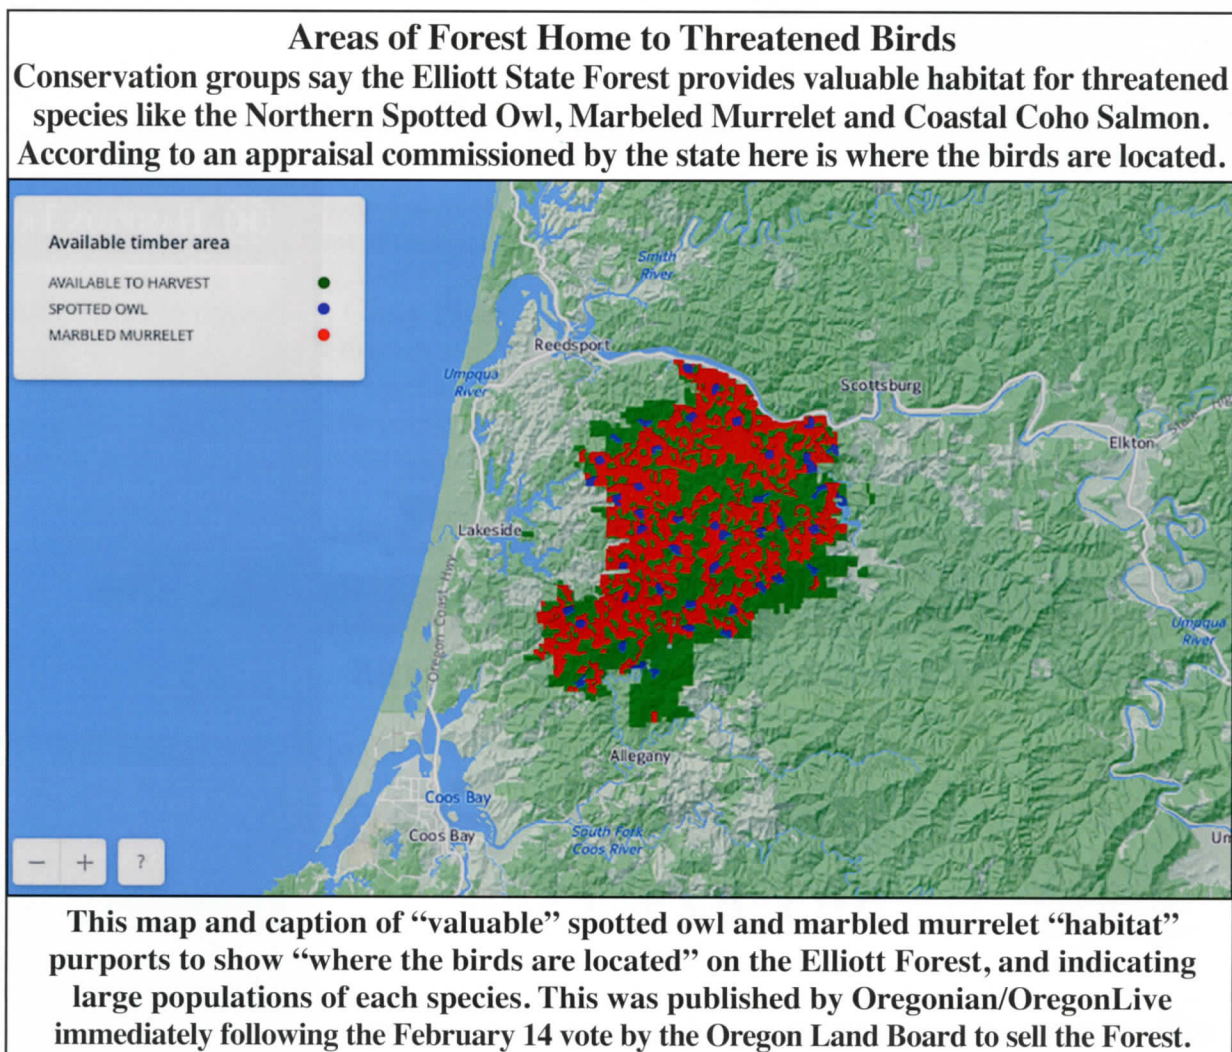 Areas of Forest Home to Threatened Birds
Conservation groups say the Elliott State Forest provides valuable habitat for threatened
species like the Northern Spotted Owl, Marbeled Murrelet and Coastal Coho Salmon.
According to an appraisal commissioned by the state here is where the birds are located.
Available timber area
AVAILABLE TO HARVEST
SPOTTED OWL
MARBLED MURRELET
Smith
River
Reedsport
Umpqua
River
Scottsburg
Elkton
Lakeside
Oregon Coast Hwy
Umpqua
River
Allegany
Coos Bay
Coos Bay
South Fork
Coos River
Um
− + ?
This map and caption of “valuable” spotted owl and marbled murrelet “habitat”
purports to show “where the birds are located” on the Elliott Forest, and indicating
large populations of each species. This was published by Oregonian/OregonLive
immediately following the February 14 vote by the Oregon Land Board to sell the Forest.